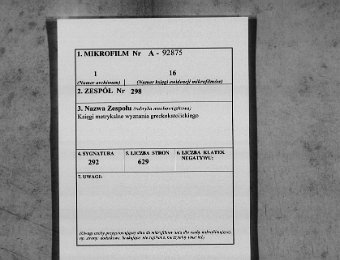 1. MIKROFILM Nr A - 92875
1 16
(Numer archiwum) (Numer księgi ewidencji mikrofilmów)
2. ZESPÓŁ Nr 298
3. Nazwa Zespołu
Księgi metrykalne wyznania greckokatolickiego
4. SYGNATURA 5. LICZBA STRON 6. LICZBA KLATEK
NEGATYWU:
292 629
7. UWAGI: